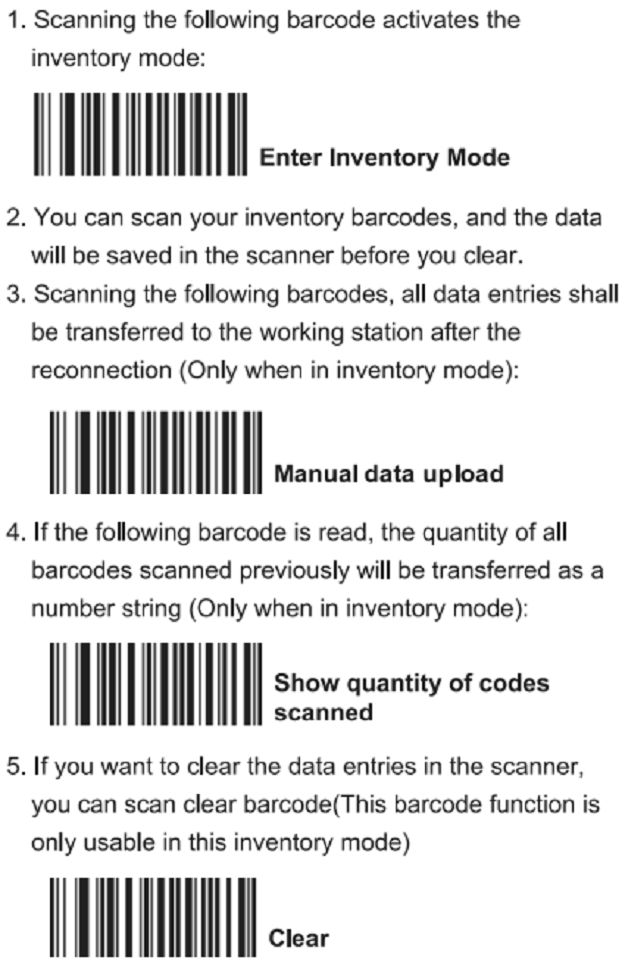 1. Scanning the following barcode activates the
inventory mode:
Enter Inventory Mode
2. You can scan your inventory barcodes, and the data
will be saved in the scanner before you clear.
3. Scanning the following barcodes, all data entries shall
be transferred to the working station after the
reconnection (Only when in inventory mode):
Manual data upload
4. If the following barcode is read, the quantity of all
barcodes scanned previously will be transferred as a
number string (Only when in inventory mode):
Show quantity of codes
scanned
5. If you want to clear the data entries in the scanner,
you can scan clear barcode(This barcode function is
only usable in this inventory mode)
Clear